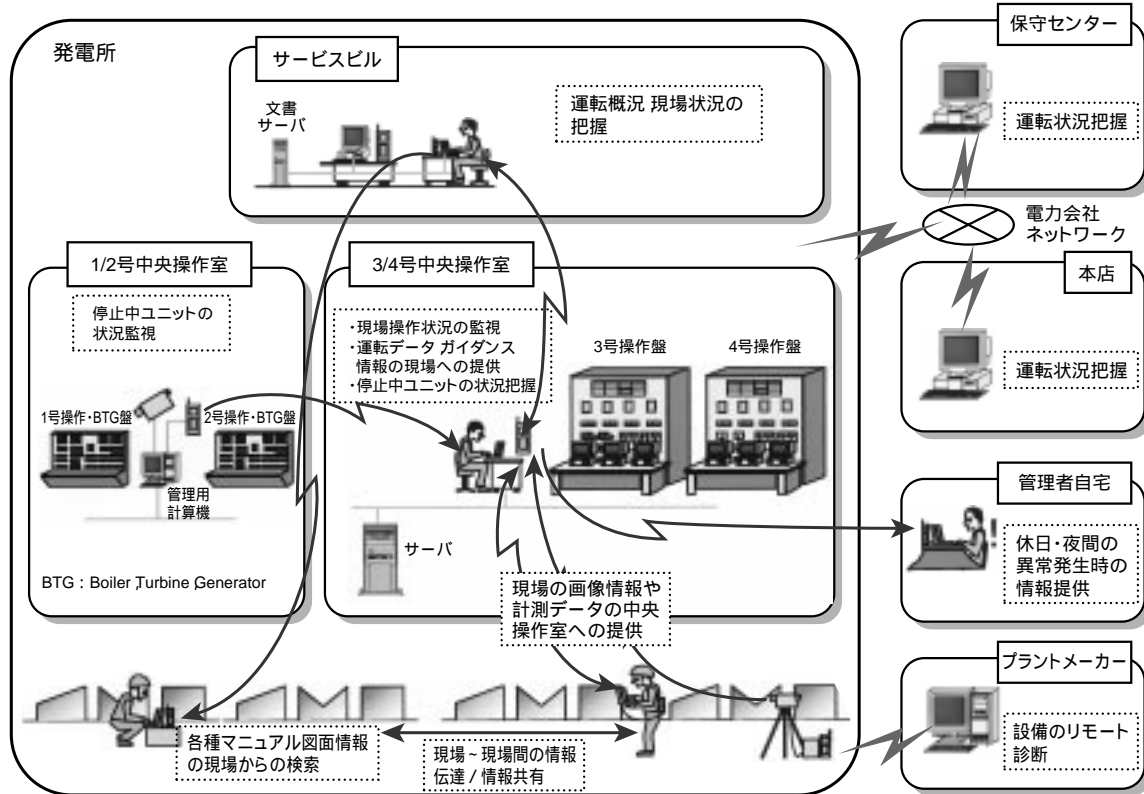 発電所
サービスビル
文書
サーバ
運転概況 現場状況の
把握
1/2号中央操作室
停止中ユニットの
状況監視
1号操作・BTG盤
2号操作・BTG盤
管理用
計算機
BTG : Boiler,Turbine,Generator
3/4号中央操作室
・現場操作状況の監視
・運転データ ガイダンス
情報の現場への提供
・停止中ユニットの状況把握
3号操作盤
4号操作盤
サーバ
現場の画像情報や
計測データの中央
操作室への提供
各種マニュアル図面情報
の現場からの検索
現場~現場間の情報
伝達 / 情報共有
保守センター
運転状況把握
電力会社
ネットワーク
本店
運転状況把握
管理者自宅
!
休日・夜間の
異常発生時の
情報提供
プラントメーカー
設備のリモート
診断